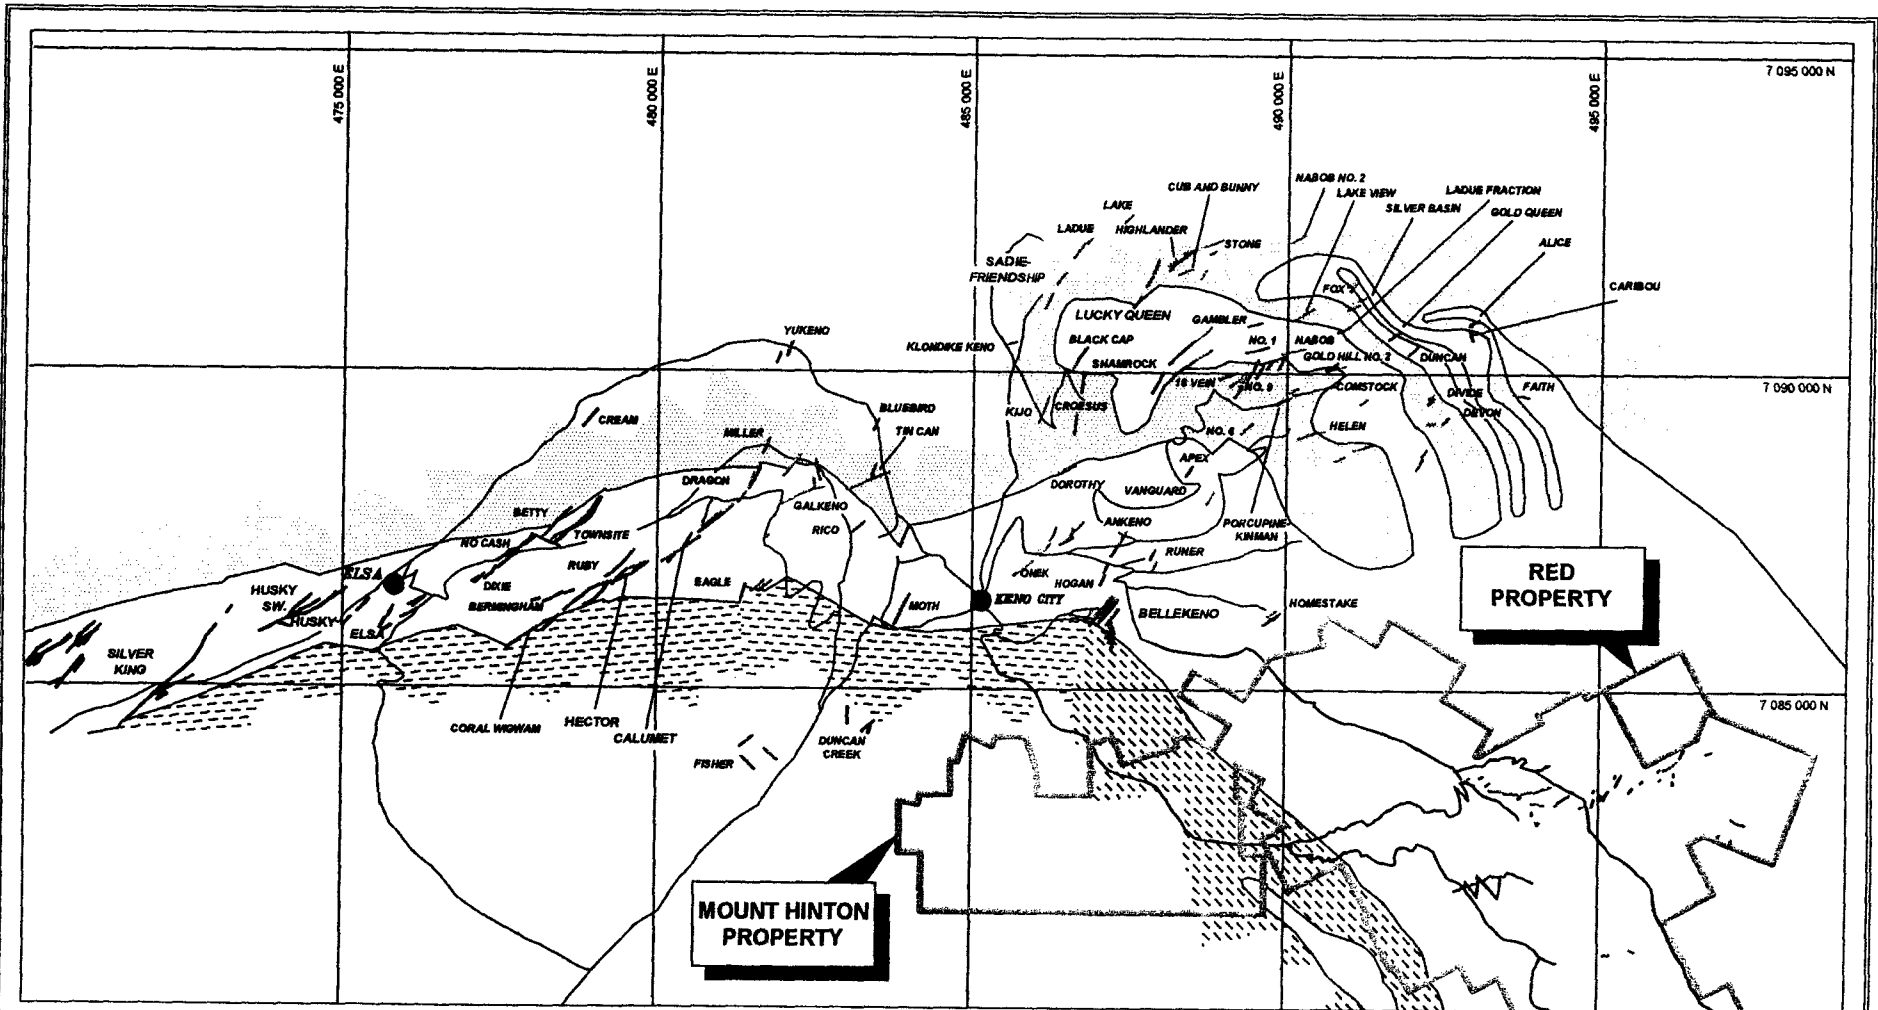 475 000 E
480 000 E
485 000 E
490 000 E
495 000 E
7 095 000 N
NABOB NO. 2
CUB AND BUNNY
LAKE VIEW
LADUE FRACTION
LAKE
SILVER BASIN
GOLD QUEEN
LADUE
HIGHLANDER
STONE
ALICE
SADIE-
FRIENDSHIP
FOX
CARIBOU
LUCKY QUEEN
GAMBLER
YUKENO
KLONDIKE KENO
BLACK CAP
NO. 1
NABOB
GOLD HILL NO. 2
DUNCAN
SHAMROCK
18 VEIN
NO. 9
COMSTOCK
7 090 000 N
DIVIDE
FAITH
KIJO
CROESUS
DEVON
BLUEBIRD
CREAM
TIN CAN
MILLER
NO. 6
HELEN
APEX
DRAGON
DOROTHY
VANGUARD
GALKENO
BETTY
RICO
ANKENO
PORCUPINE-
KINMAN
NO CASH
TOWNSITE
RUNER
ELSA
RUBY
ONEK
HOGAN
RED
PROPERTY
HUSKY
SW.
DIXIE
EAGLE
BERMINGHAM
MOTH
KENO CITY
HOMESTAKE
HUSKY
ELSA
BELLEKENO
SILVER
KING
7 085 000 N
CORAL WIGWAM
HECTOR
CALUMET
DUNCAN
CREEK
FISHER
MOUNT HINTON
PROPERTY